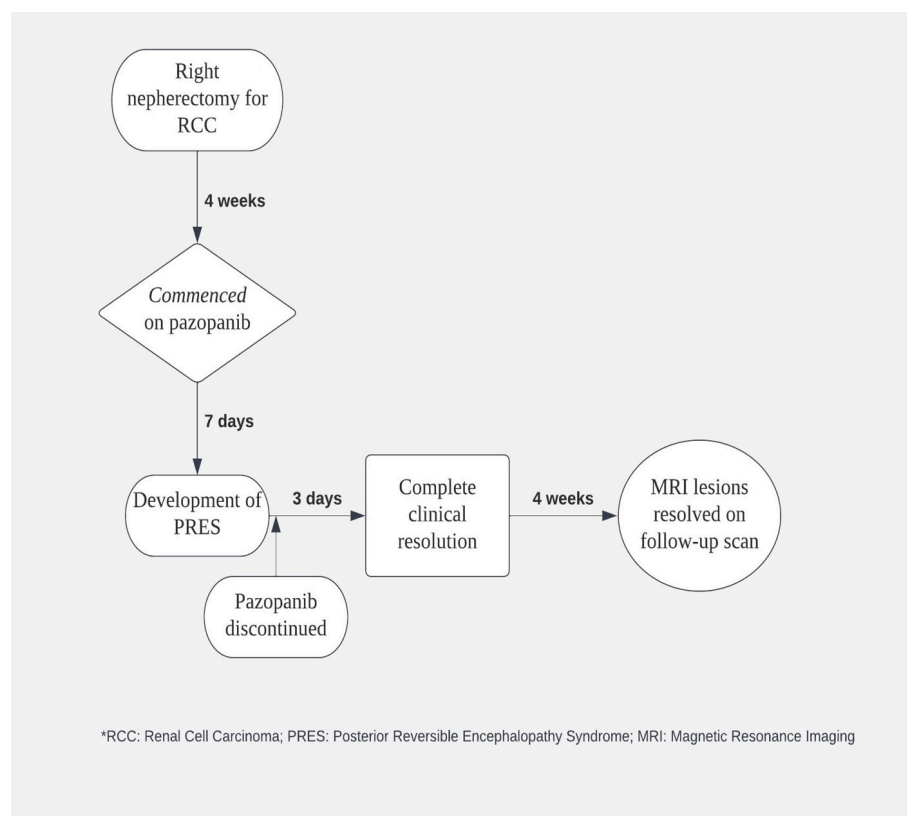 Right
nepherectomy for
RCC
4 weeks
Commenced
on pazopanib
7 days
Development of
PRES
3 days
Pazopanib
discontinued
Complete
clinical
resolution
4 weeks
MRI lesions
resolved on
follow-up scan
*RCC: Renal Cell Carcinoma; PRES: Posterior Reversible Encephalopathy Syndrome; MRI: Magnetic Resonance Imaging